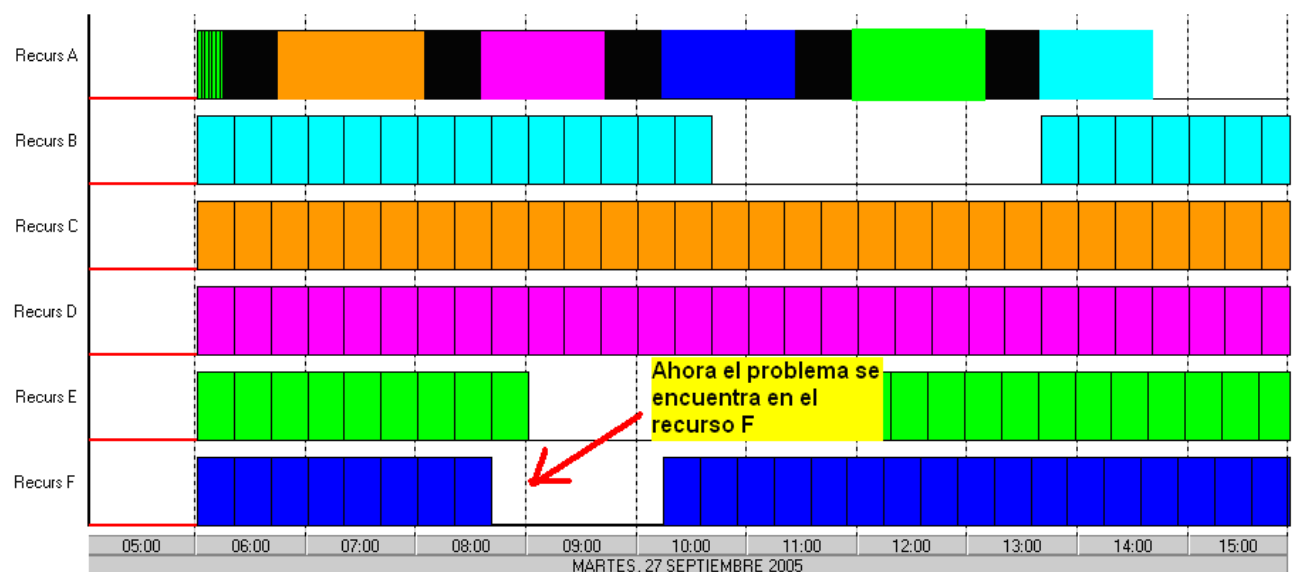 Recurs A
Recurs B
Recurs C
Recurs D
Recurs E
Ahora el problema se
encuentra en el
recurso F
Recurs F
05:00 06:00 07:00 08:00 09:00 10:00 11:00 12:00 13:00 14:00 15:00
MARTES, 27 SEPTIEMBRE 2005